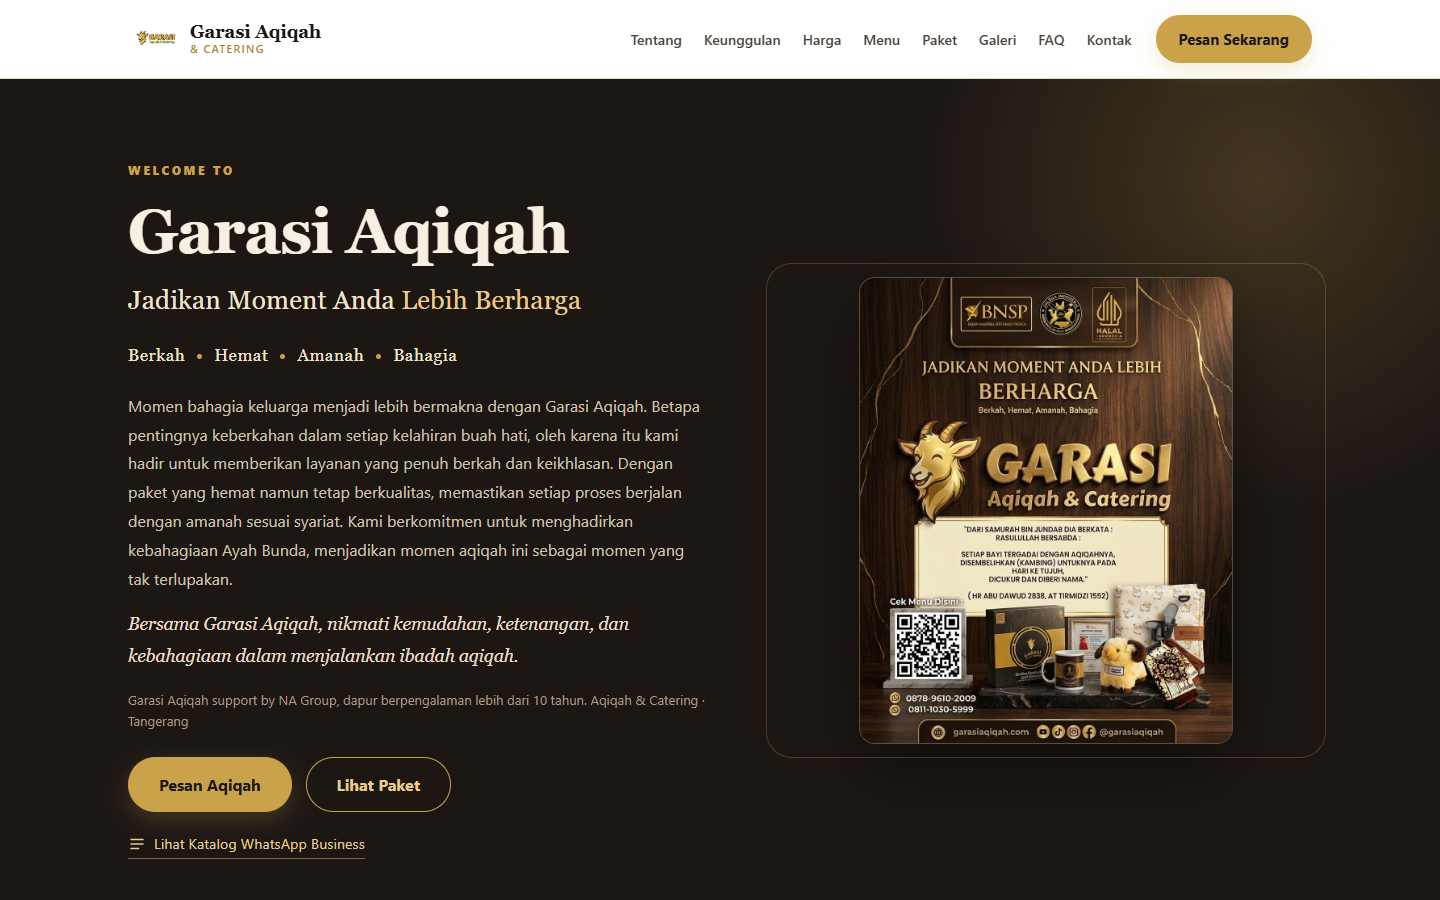 GARASI
Garasi Aqiqah
& CATERING
Tentang
Keunggulan
Harga
Menu
Paket
Galeri
FAQ
Kontak
Pesan Sekarang
WELCOME TO
Garasi Aqiqah
Jadikan Moment Anda Lebih Berharga
Berkah • Hemat • Amanah • Bahagia
Momen bahagia keluarga menjadi lebih bermakna dengan Garasi Aqiqah. Betapa
pentingnya keberkahan dalam setiap kelahiran buah hati, oleh karena itu kami
hadir untuk memberikan layanan yang penuh berkah dan keikhlasan. Dengan
paket yang hemat namun tetap berkualitas, memastikan setiap proses berjalan
dengan amanah sesuai syariat. Kami berkomitmen untuk menghadirkan
kebahagiaan Ayah Bunda, menjadikan momen aqiqah ini sebagai momen yang
tak terlupakan.
Bersama Garasi Aqiqah, nikmati kemudahan, ketenangan, dan
kebahagiaan dalam menjalankan ibadah aqiqah.
Garasi Aqiqah support by NA Group, dapur berpengalaman lebih dari 10 tahun. Aqiqah & Catering ·
Tangerang
Pesan Aqiqah
Lihat Paket
Lihat Katalog WhatsApp Business
BNSP
HALAL
INDONESIA
JADIKAN MOMENT ANDA LEBIH
BERHARGA
Berkah, Hemat, Amanah, Bahagia
GARASI
Aqiqah & Catering
"DARI SAMURAH BIN JUNDAB DIA BERKATA :
RASULULLAH BERSABDA :
SETIAP BAYI TERGADAI DENGAN AQIQAHNYA,
DISEMBELIHKAN (KAMBING) UNTUKNYA PADA
HARI KE TUJUH,
DICUKUR DAN DIBERI NAMA."
( HR ABU DAWUD 2838, AT TIRMIDZI 1552)
Cek Menu Disini :
GARASI
0878-9610-2009
0811-1030-5999
garasiaqiqah.com
@garasiaqiqah